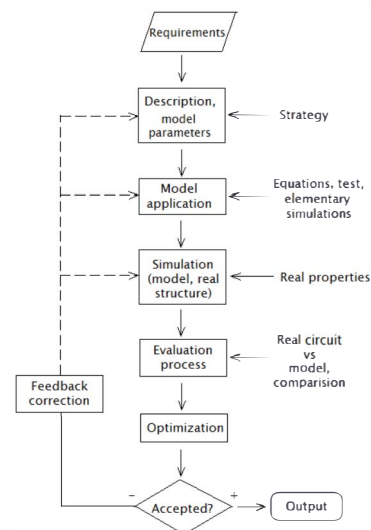 Requirements
Description,
model
parameters
Strategy
Model
application
Equations, test,
elementary
simulations
Simulation
(model, real
structure)
Real properties
Evaluation
process
Real circuit
vs
model,
comparision
Feedback
correction
Optimization
−
Accepted?
+
Output